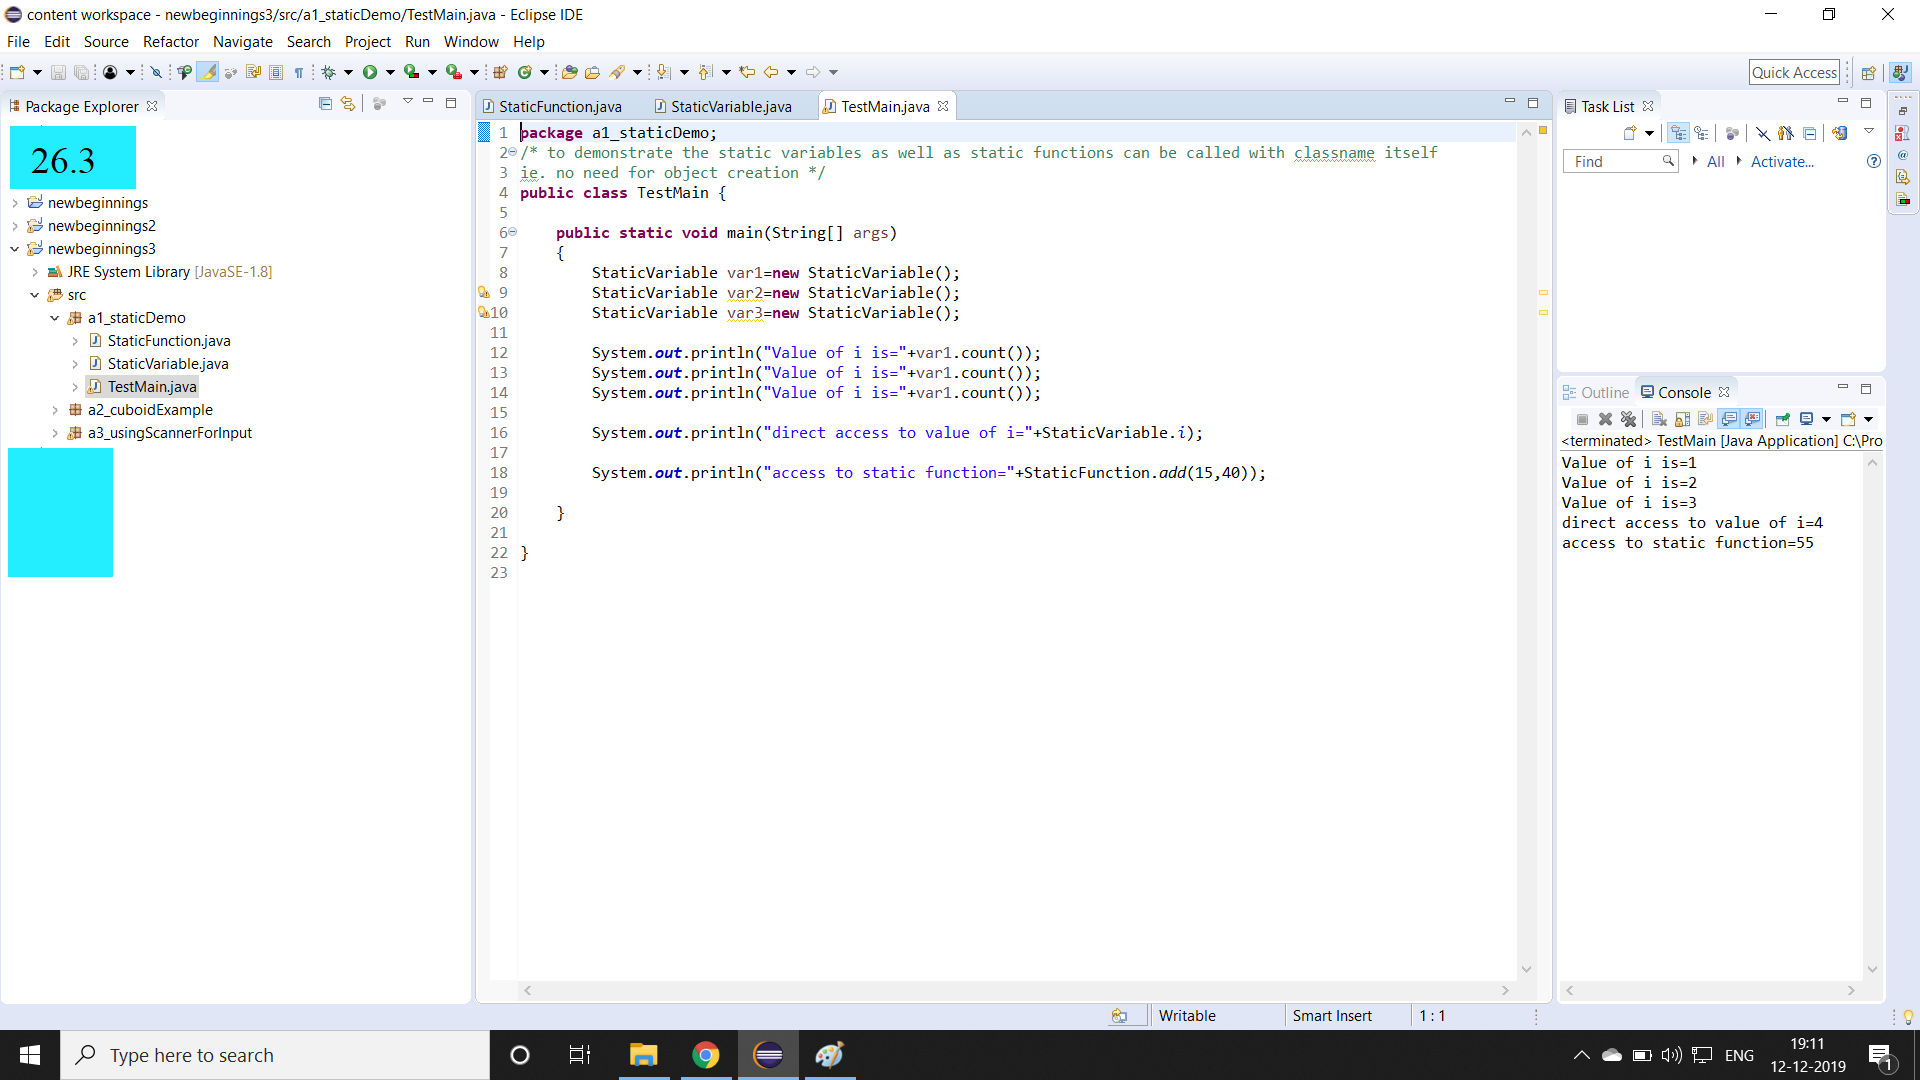 content workspace - newbeginnings3/src/a1_staticDemo/TestMain.java - Eclipse IDE
File Edit Source Refactor Navigate Search Project Run Window Help
Quick Access
Package Explorer
26.3
newbeginnings
newbeginnings2
newbeginnings3
JRE System Library [JavaSE-1.8]
src
a1_staticDemo
StaticFunction.java
StaticVariable.java
TestMain.java
a2_cuboidExample
a3_usingScannerForInput
StaticFunction.java StaticVariable.java TestMain.java
1 package a1_staticDemo;
2 /* to demonstrate the static variables as well as static functions can be called with classname itself
3 ie. no need for object creation */
4 public class TestMain {
5
6 public static void main(String[] args)
7 {
8 StaticVariable var1=new StaticVariable();
9 StaticVariable var2=new StaticVariable();
10 StaticVariable var3=new StaticVariable();
11
12 System.out.println("Value of i is="+var1.count());
13 System.out.println("Value of i is="+var1.count());
14 System.out.println("Value of i is="+var1.count());
15
16 System.out.println("direct access to value of i="+StaticVariable.i);
17
18 System.out.println("access to static function="+StaticFunction.add(15,40));
19
20 }
21
22 }
23
Task List
Find All Activate...
Outline Console
<terminated> TestMain [Java Application] C:\Pro
Value of i is=1
Value of i is=2
Value of i is=3
direct access to value of i=4
access to static function=55
Writable Smart Insert 1 : 1
Type here to search
ENG
19:11
12-12-2019
1